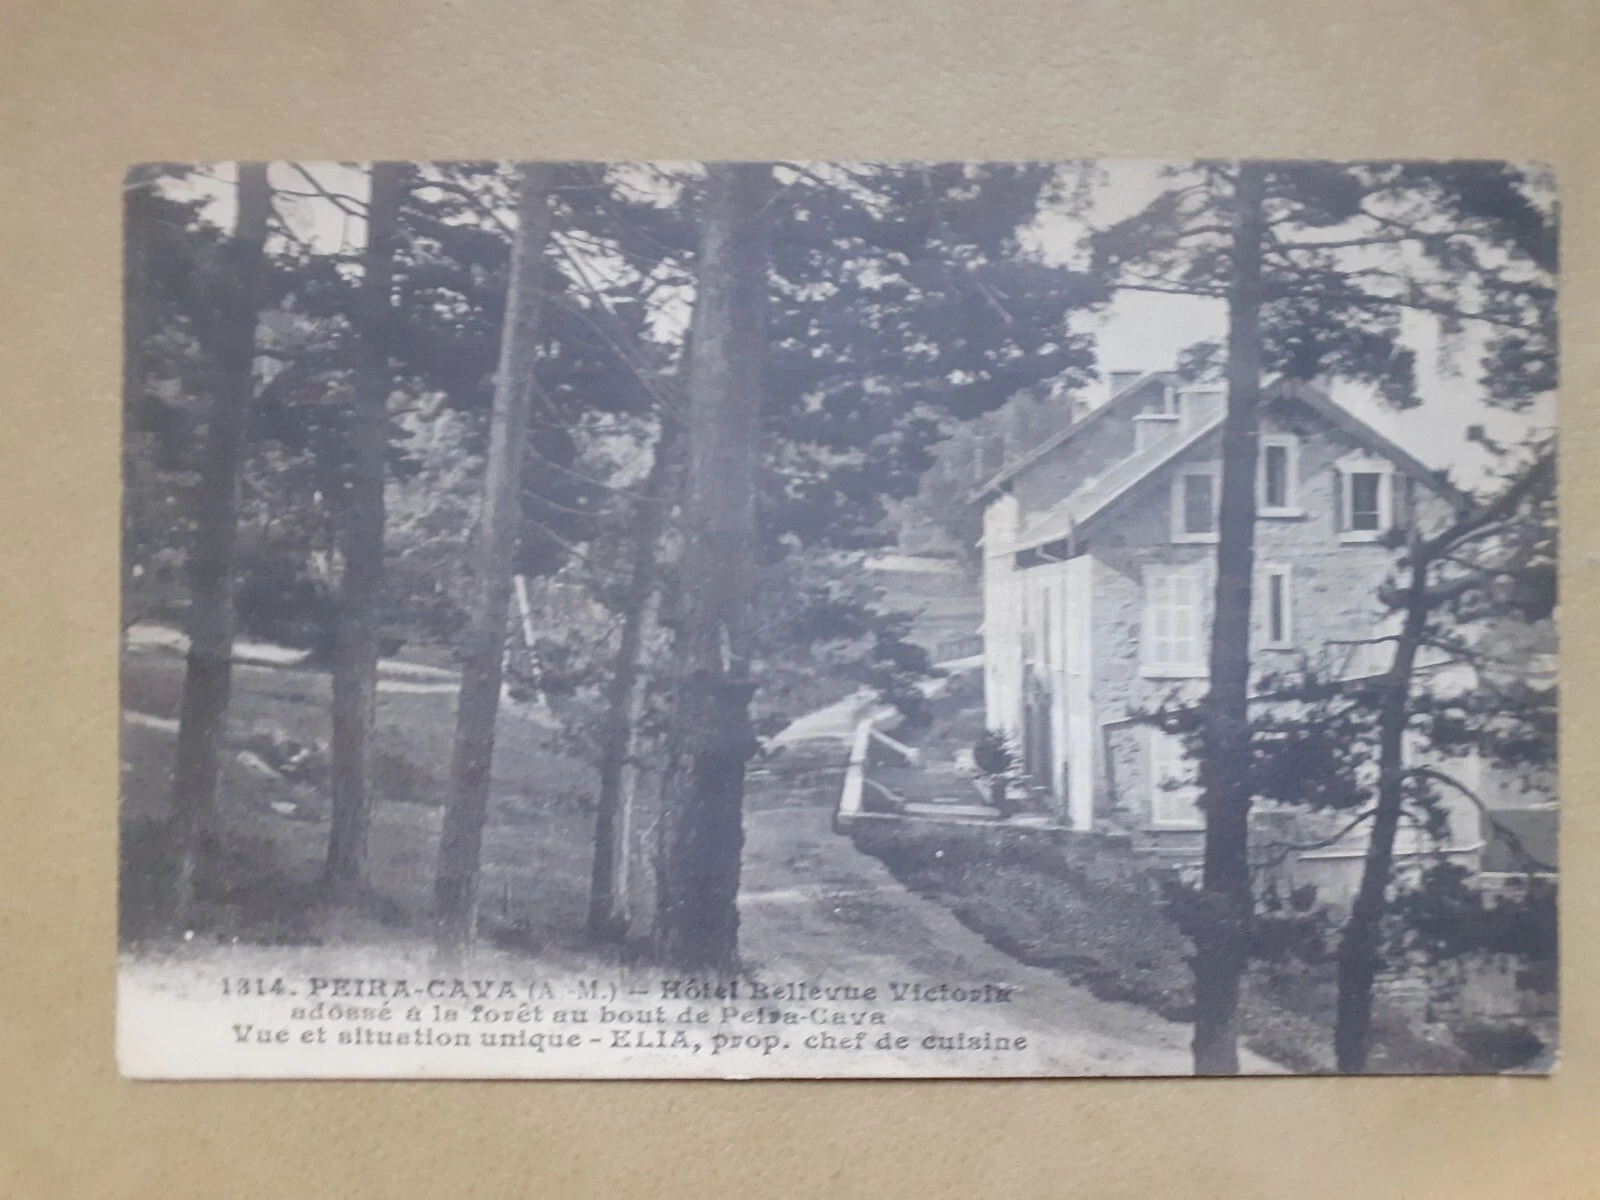 1314. PEIRA-CAVA (A.-M.) — Hôtel Bellevue Victoria
adossé à la forêt au bout de Peira-Cava
Vue et situation unique - ELIA, prop. chef de cuisine